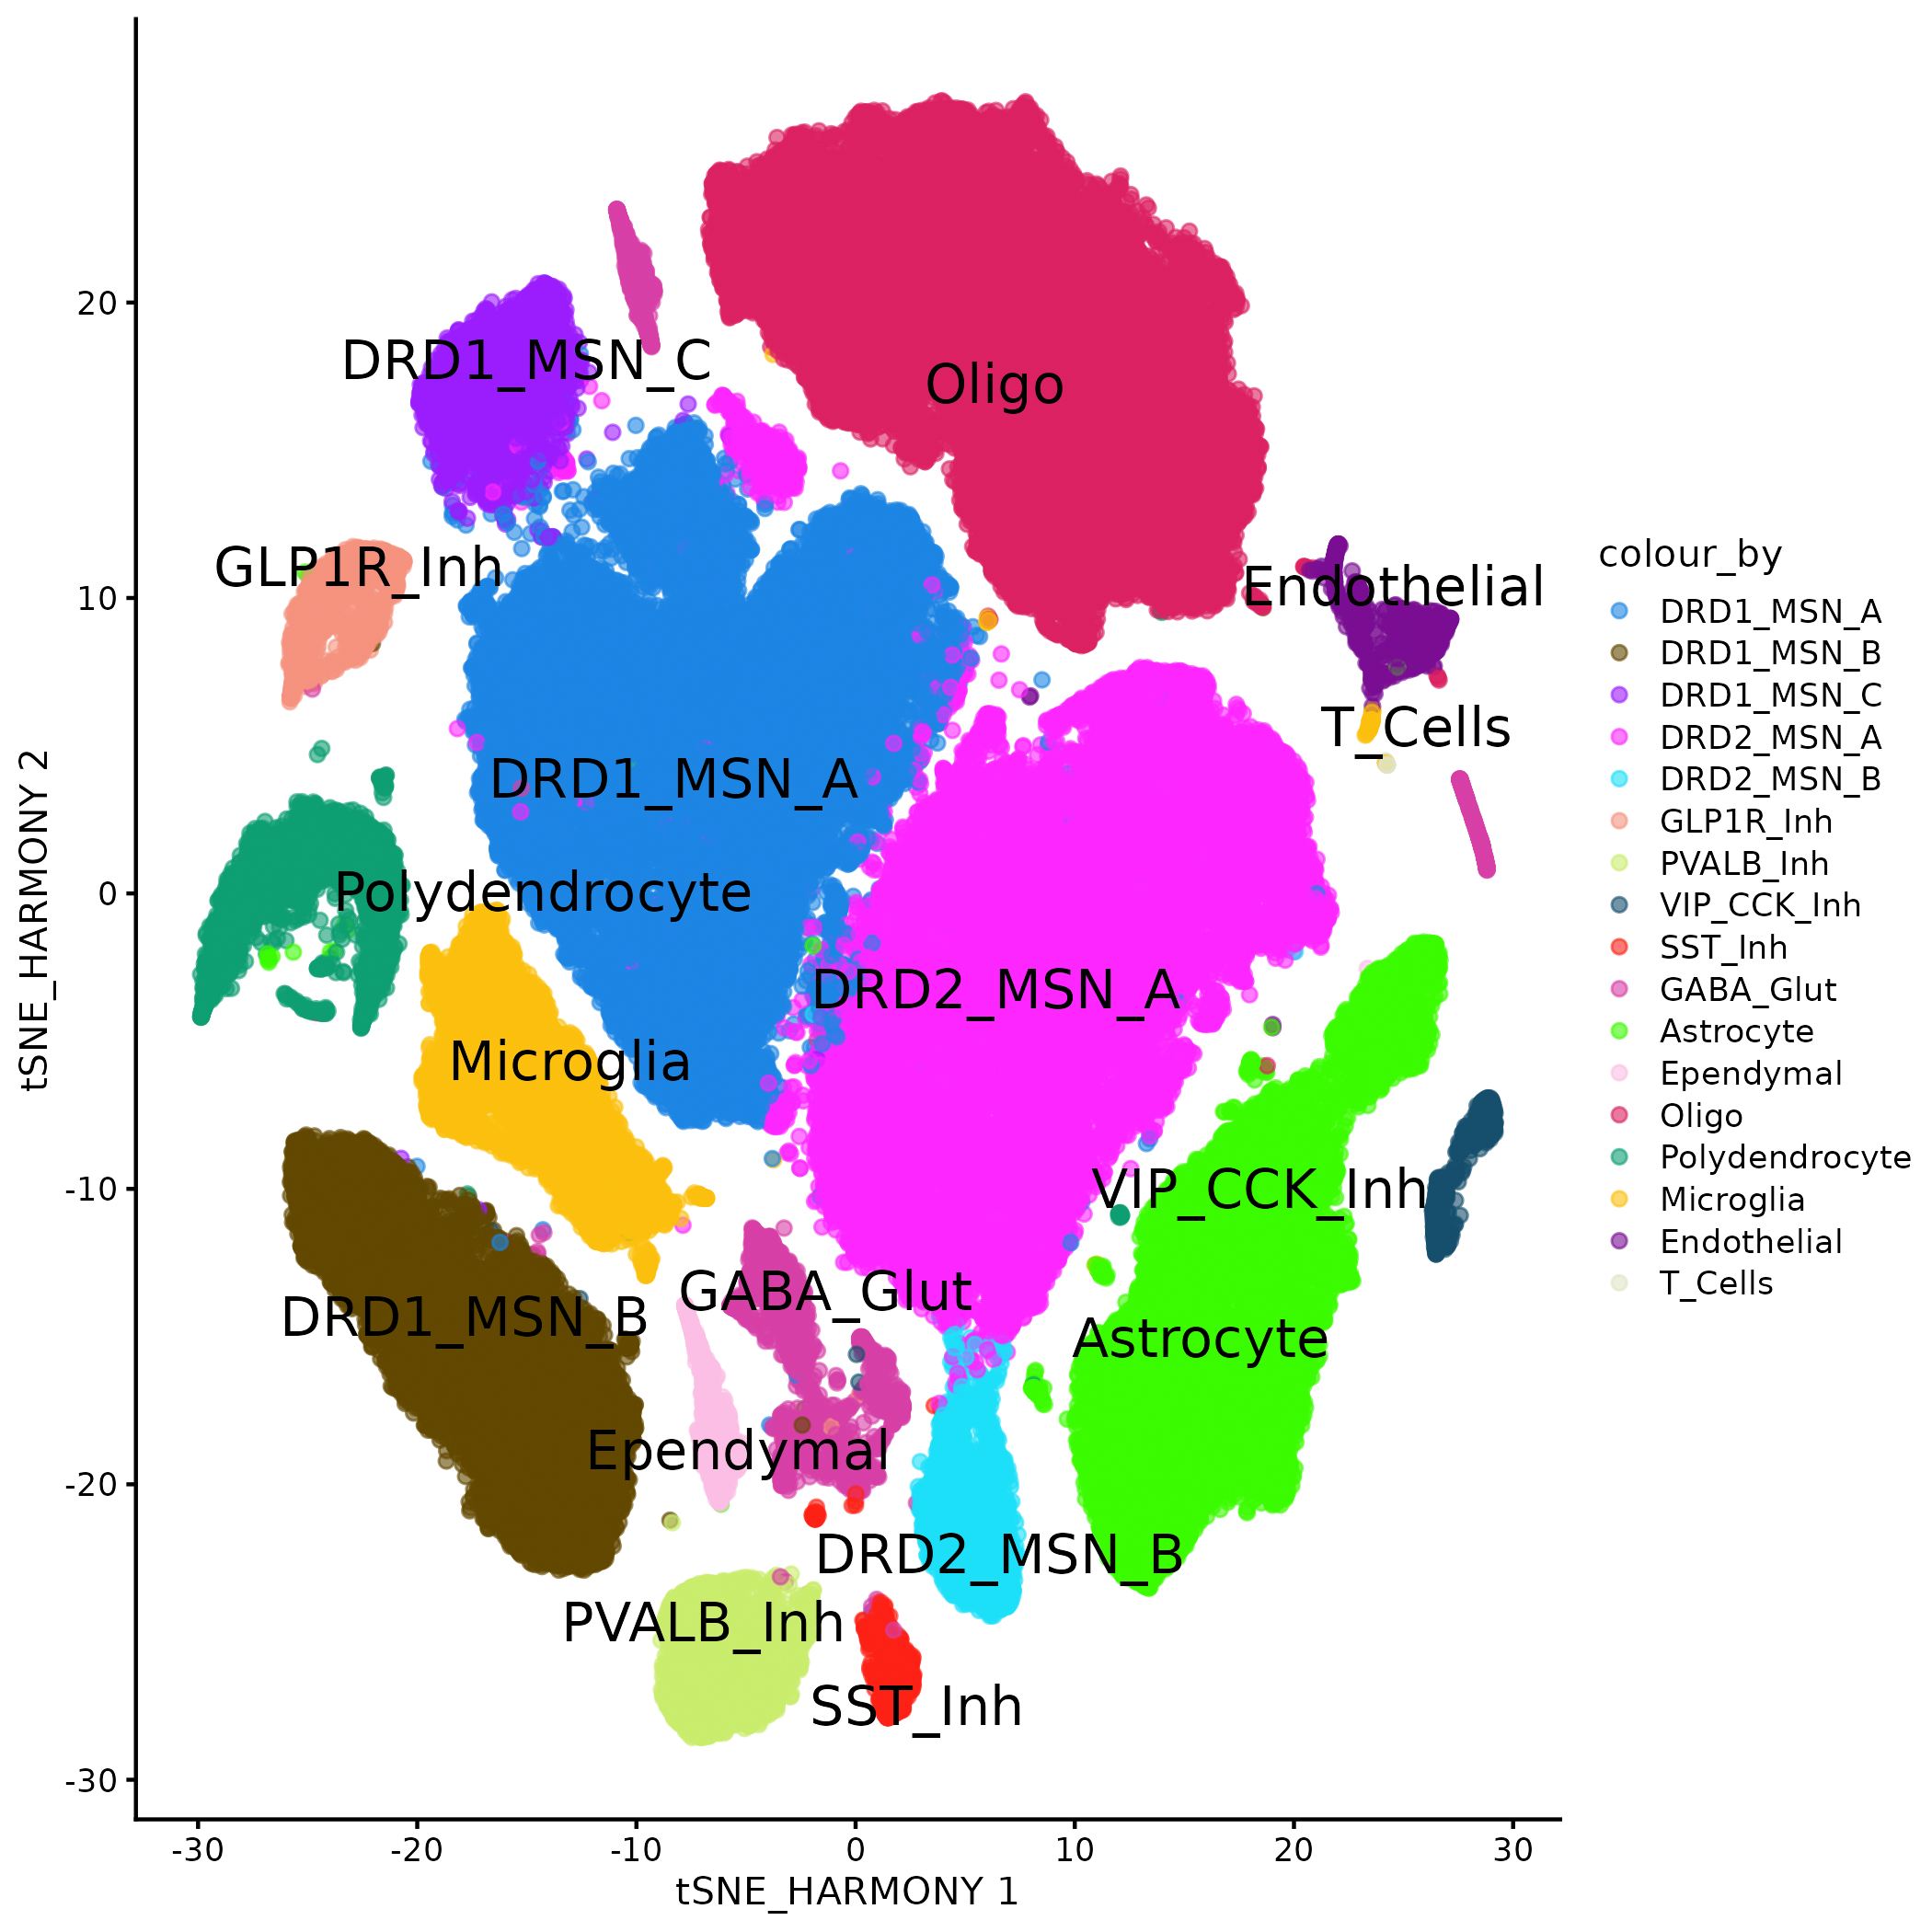 20
10
0
-10
-20
-30
-30
-20
-10
0
10
20
30
tSNE_HARMONY 2
tSNE_HARMONY 1
DRD1_MSN_C
Oligo
GLP1R_Inh
Endothelial
T_Cells
DRD1_MSN_A
Polydendrocyte
DRD2_MSN_A
Microglia
VIP_CCK_Inh
GABA_Glut
DRD1_MSN_B
Astrocyte
Ependymal
DRD2_MSN_B
PVALB_Inh
SST_Inh
colour_by
DRD1_MSN_A
DRD1_MSN_B
DRD1_MSN_C
DRD2_MSN_A
DRD2_MSN_B
GLP1R_Inh
PVALB_Inh
VIP_CCK_Inh
SST_Inh
GABA_Glut
Astrocyte
Ependymal
Oligo
Polydendrocyte
Microglia
Endothelial
T_Cells